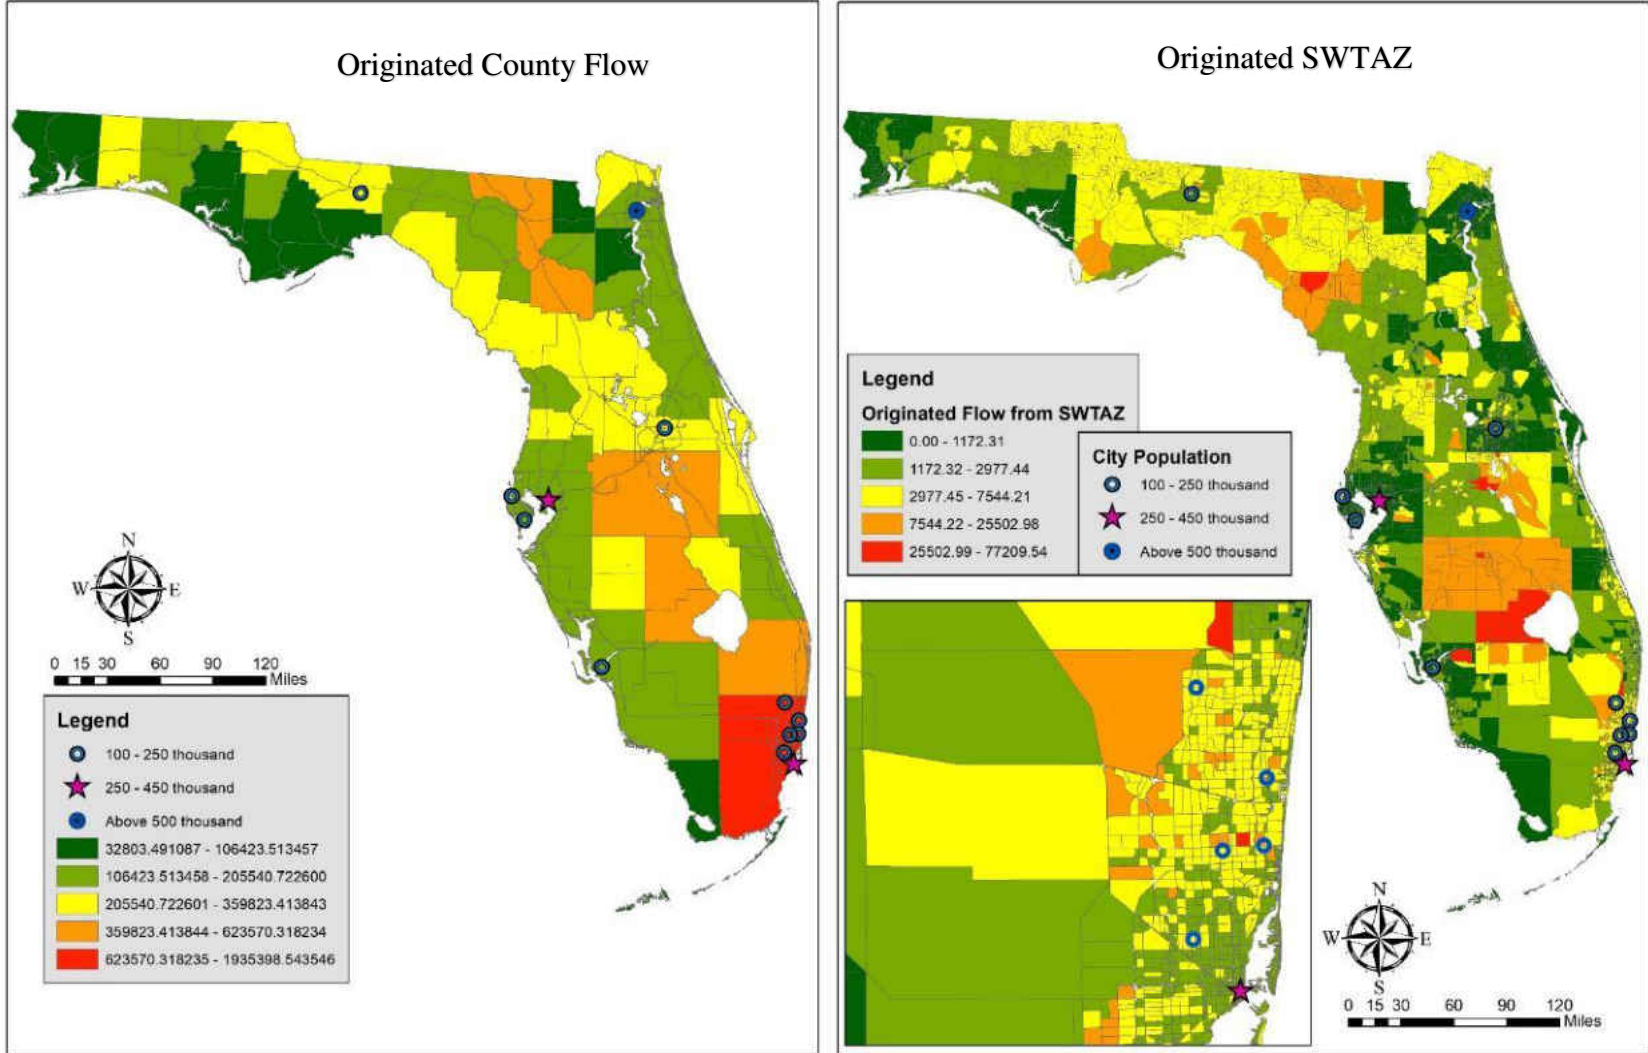 Originated County Flow
N
W E
S
0 15 30 60 90 120
Miles
Legend
100 - 250 thousand
250 - 450 thousand
Above 500 thousand
32803.491087 - 106423.513457
106423.513458 - 205540.722600
205540.722601 - 359823.413843
359823.413844 - 623570.318234
623570.318235 - 1935398.543546
Originated SWTAZ
Legend
Originated Flow from SWTAZ
0.00 - 1172.31
1172.32 - 2977.44
2977.45 - 7544.21
7544.22 - 25502.98
25502.99 - 77209.54
City Population
100 - 250 thousand
250 - 450 thousand
Above 500 thousand
N
W E
S
0 15 30 60 90 120
Miles